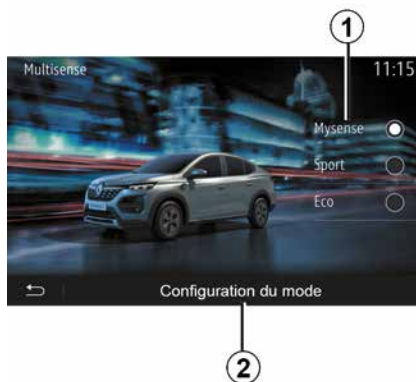 1
Multisense
11:15
Mysense
Sport
Eco
Configuration du mode
2